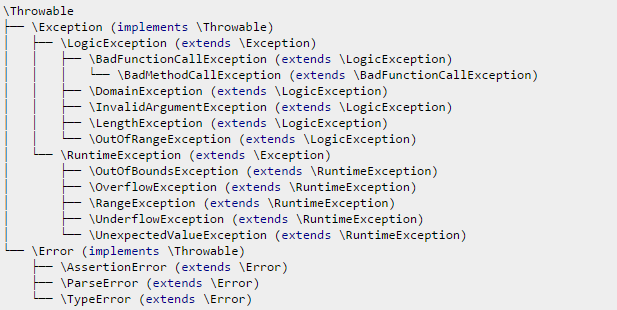 \Throwable
├── \Exception (implements \Throwable)
│   ├── \LogicException (extends \Exception)
│   │   ├── \BadFunctionCallException (extends \LogicException)
│   │   │   └── \BadMethodCallException (extends \BadFunctionCallException)
│   │   ├── \DomainException (extends \LogicException)
│   │   ├── \InvalidArgumentException (extends \LogicException)
│   │   ├── \LengthException (extends \LogicException)
│   │   └── \OutOfRangeException (extends \LogicException)
│   └── \RuntimeException (extends \Exception)
│       ├── \OutOfBoundsException (extends \RuntimeException)
│       ├── \OverflowException (extends \RuntimeException)
│       ├── \RangeException (extends \RuntimeException)
│       ├── \UnderflowException (extends \RuntimeException)
│       └── \UnexpectedValueException (extends \RuntimeException)
└── \Error (implements \Throwable)
    ├── \AssertionError (extends \Error)
    ├── \ParseError (extends \Error)
    └── \TypeError (extends \Error)